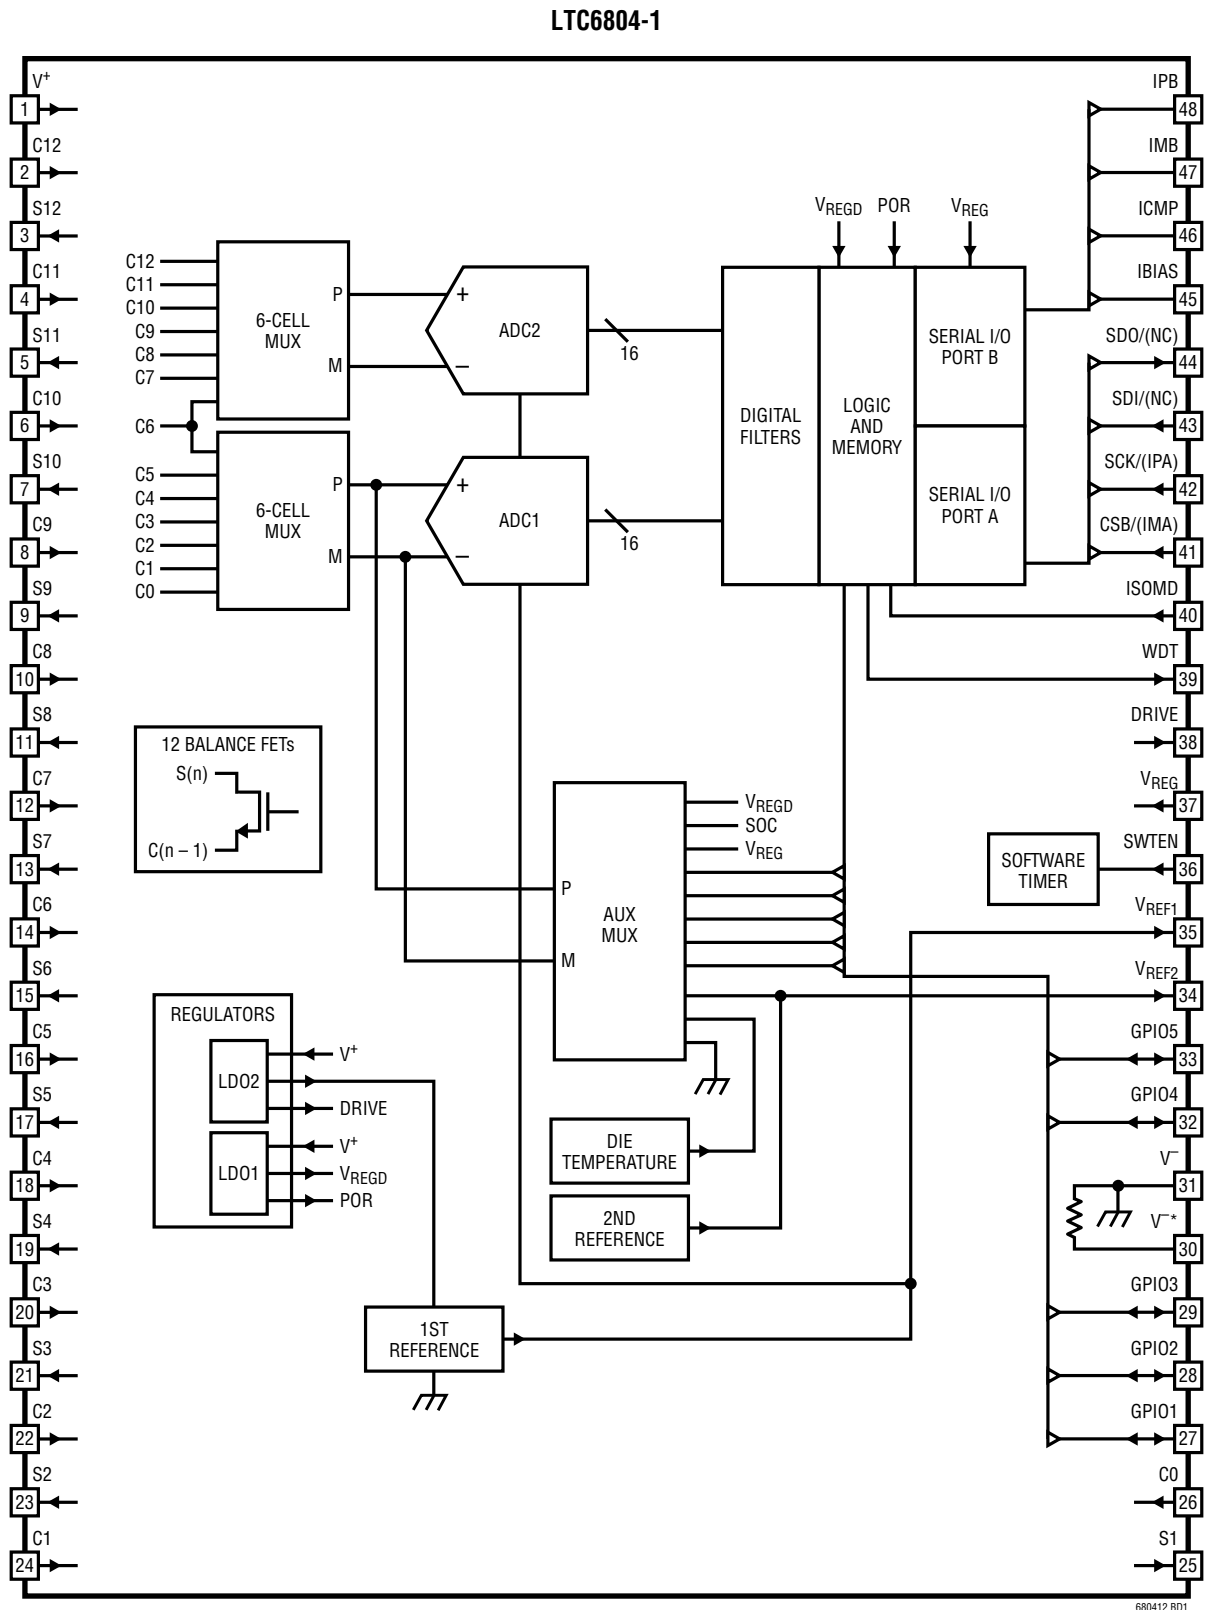 LTC6804-1
V+
1
C12
2
S12
3
C11
4
S11
5
C10
6
S10
7
C9
8
S9
9
C8
10
S8
11
C7
12
S7
13
C6
14
S6
15
C5
16
S5
17
C4
18
S4
19
C3
20
S3
21
C2
22
S2
23
C1
24
C12
C11
C10
C9
C8
C7
C6
C5
C4
C3
C2
C1
C0
P
6-CELL
MUX
M
P
6-CELL
MUX
M
+
ADC2
–
16
+
ADC1
–
16
VREGD
POR
VREG
DIGITAL
FILTERS
LOGIC
AND
MEMORY
SERIAL I/O
PORT B
SERIAL I/O
PORT A
12 BALANCE FETs
S(n)
C(n – 1)
P
AUX
MUX
M
VREGD
SOC
VREG
SOFTWARE
TIMER
REGULATORS
LDO2
V+
DRIVE
LDO1
V+
VREGD
POR
DIE
TEMPERATURE
2ND
REFERENCE
1ST
REFERENCE
IPB
48
IMB
47
ICMP
46
IBIAS
45
SDO/(NC)
44
SDI/(NC)
43
SCK/(IPA)
42
CSB/(IMA)
41
ISOMD
40
WDT
39
DRIVE
38
VREG
37
SWTEN
36
VREF1
35
VREF2
34
GPIO5
33
GPIO4
32
V–
31
V–*
30
GPIO3
29
GPIO2
28
GPIO1
27
C0
26
S1
25
680412 BD1